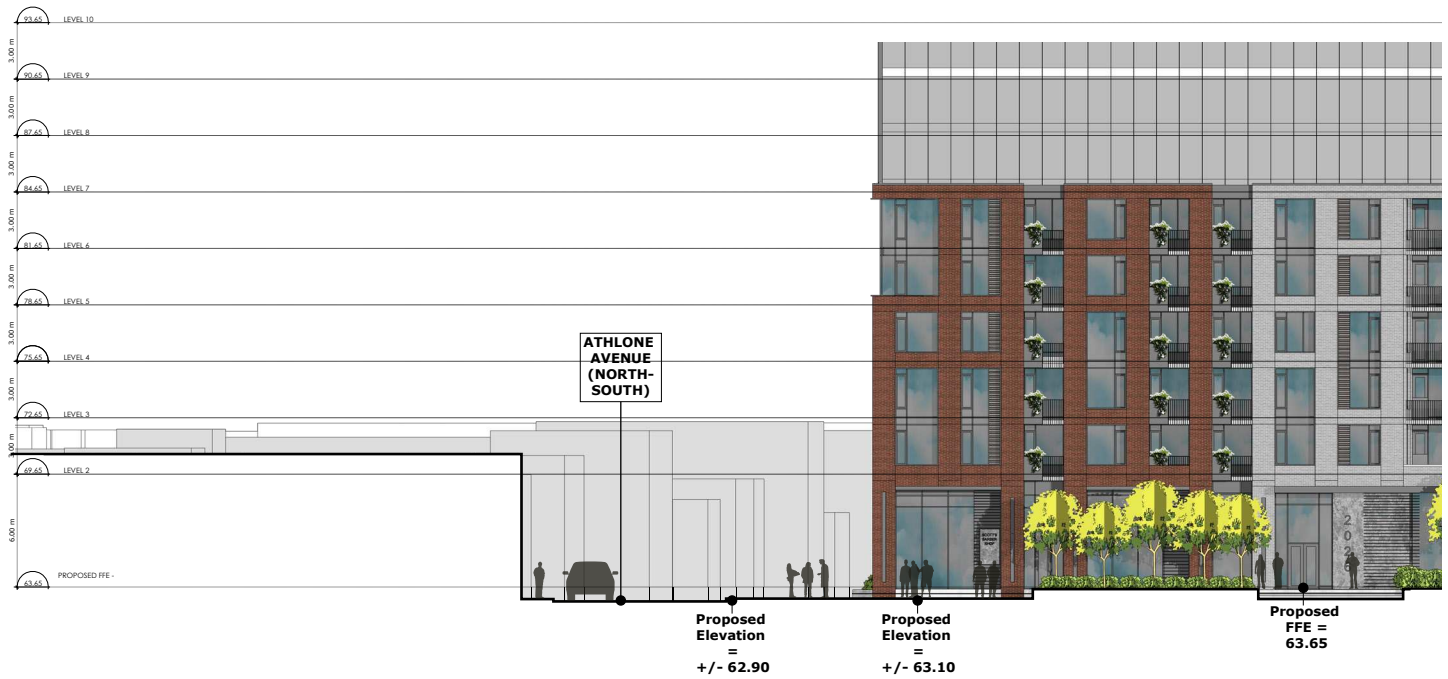 93.65 LEVEL 10
3.00 m
90.65 LEVEL 9
3.00 m
87.65 LEVEL 8
3.00 m
84.65 LEVEL 7
3.00 m
81.65 LEVEL 6
3.00 m
78.65 LEVEL 5
3.00 m
75.65 LEVEL 4
3.00 m
72.65 LEVEL 3
3.00 m
69.65 LEVEL 2
6.00 m
63.65 PROPOSED FFE -
ATHLONE
AVENUE
(NORTH-
SOUTH)
SHOP
Proposed
Elevation
=
+/- 62.90
Proposed
Elevation
=
+/- 63.10
Proposed
FFE =
63.65